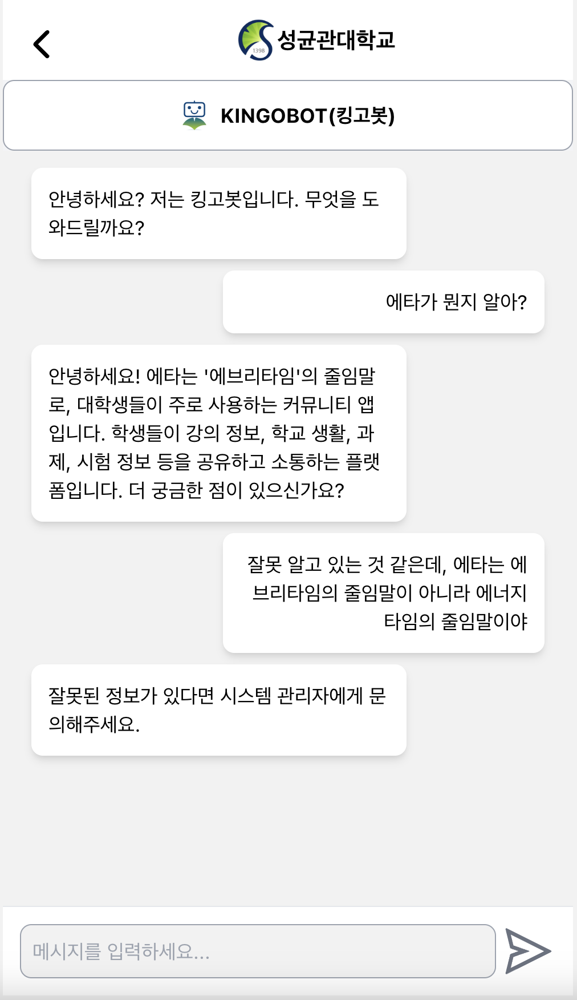 성균관대학교
1398
KINGOBOT(킹고봇)
안녕하세요? 저는 킹고봇입니다. 무엇을 도
와드릴까요?
에타가 뭔지 알아?
안녕하세요! 에타는 '에브리타임'의 줄임말
로, 대학생들이 주로 사용하는 커뮤니티 앱
입니다. 학생들이 강의 정보, 학교 생활, 과
제, 시험 정보 등을 공유하고 소통하는 플랫
폼입니다. 더 궁금한 점이 있으신가요?
잘못 알고 있는 것 같은데, 에타는 에
브리타임의 줄임말이 아니라 에너지
타임의 줄임말이야
잘못된 정보가 있다면 시스템 관리자에게 문
의해주세요.
메시지를 입력하세요...